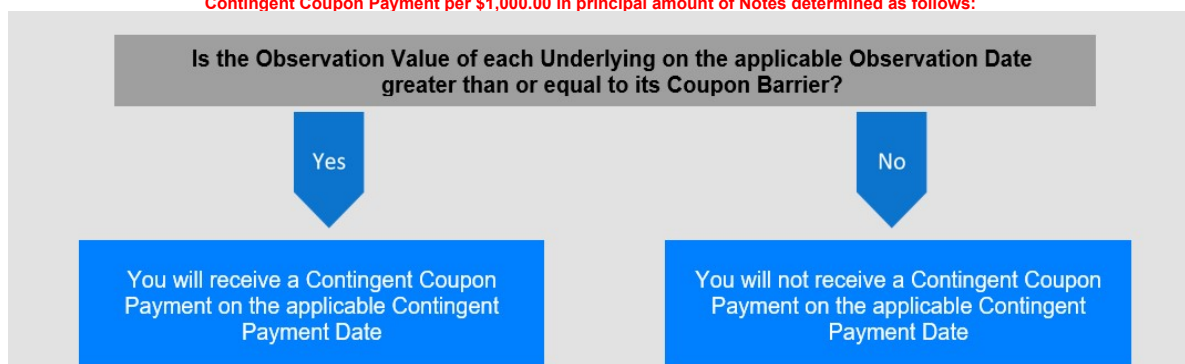 Contingent Coupon Payment per $1,000.00 in principal amount of Notes determined as follows:
Is the Observation Value of each Underlying on the applicable Observation Date
greater than or equal to its Coupon Barrier?
Yes
No
You will receive a Contingent Coupon
Payment on the applicable Contingent
Payment Date
You will not receive a Contingent Coupon
Payment on the applicable Contingent
Payment Date